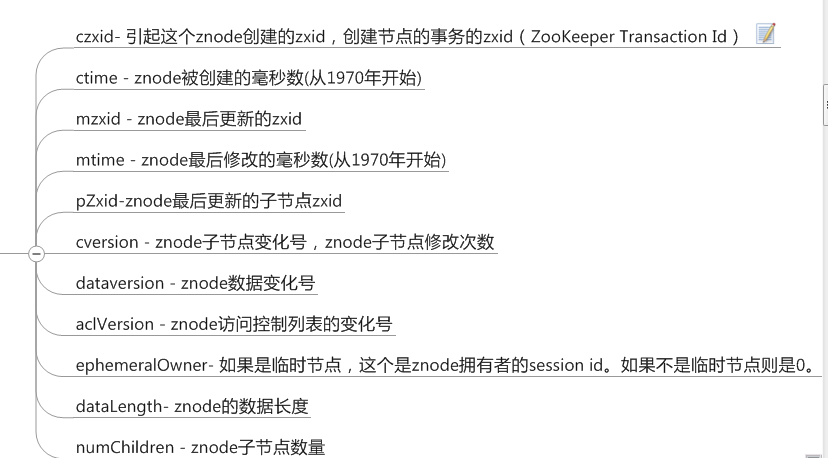 czxid- 引起这个znode创建的zxid，创建节点的事务的zxid（ZooKeeper Transaction Id）
ctime - znode被创建的毫秒数(从1970年开始)
mzxid - znode最后更新的zxid
mtime - znode最后修改的毫秒数(从1970年开始)
pZxid-znode最后更新的子节点zxid
cversion - znode子节点变化号，znode子节点修改次数
dataversion - znode数据变化号
aclVersion - znode访问控制列表的变化号
ephemeralOwner- 如果是临时节点，这个是znode拥有者的session id。如果不是临时节点则是0。
dataLength- znode的数据长度
numChildren - znode子节点数量